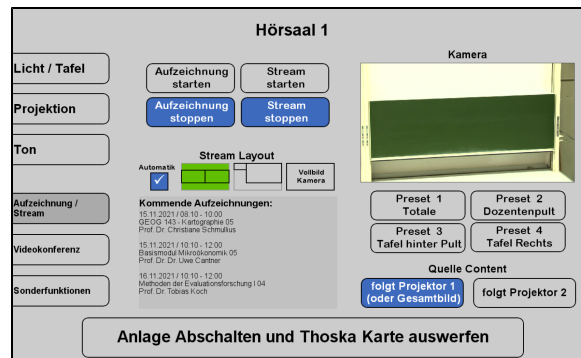 Hörsaal 1
Licht / Tafel
Projektion
Ton
Aufzeichnung /
Stream
Videokonferenz
Sonderfunktionen
Aufzeichnung
starten
Stream
starten
Aufzeichnung
stoppen
Stream
stoppen
Stream Layout
Automatik
Vollbild
Kamera
Kommende Aufzeichnungen:
15.11.2021 / 08:10 - 10:00
GEOG 143 - Kartographie 05
Prof. Dr. Christiane Schmullius
15.11.2021 / 10:10 - 12:00
Basismodul Mikroökonomik 05
Prof. Dr. Dr. Uwe Cantner
16.11.2021 / 10:10 - 12:00
Methoden der Evaluationsforschung I 04
Prof. Dr. Tobias Koch
Kamera
Preset 1
Totale
Preset 2
Dozentenpult
Preset 3
Tafel hinter Pult
Preset 4
Tafel Rechts
Quelle Content
folgt Projektor 1
(oder Gesamtbild)
folgt Projektor 2
Anlage Abschalten und Thoska Karte auswerfen